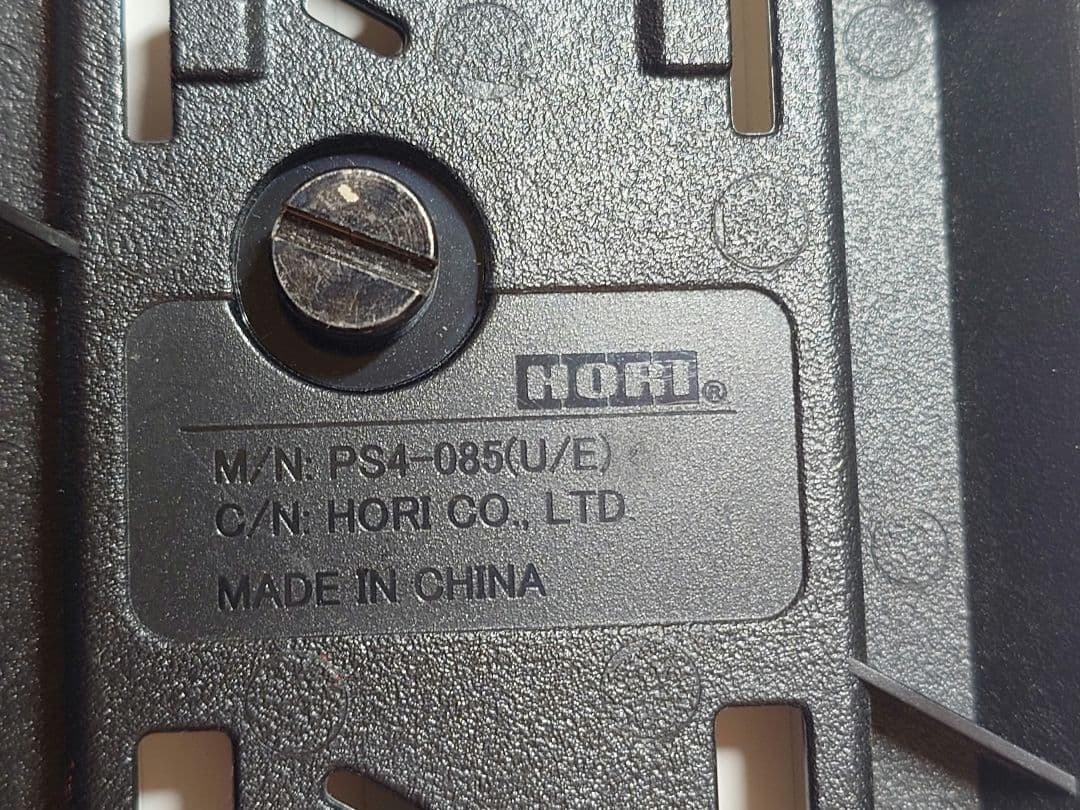 HORI®
M/N: PS4-085(U/E)
C/N: HORI CO., LTD
MADE IN CHINA